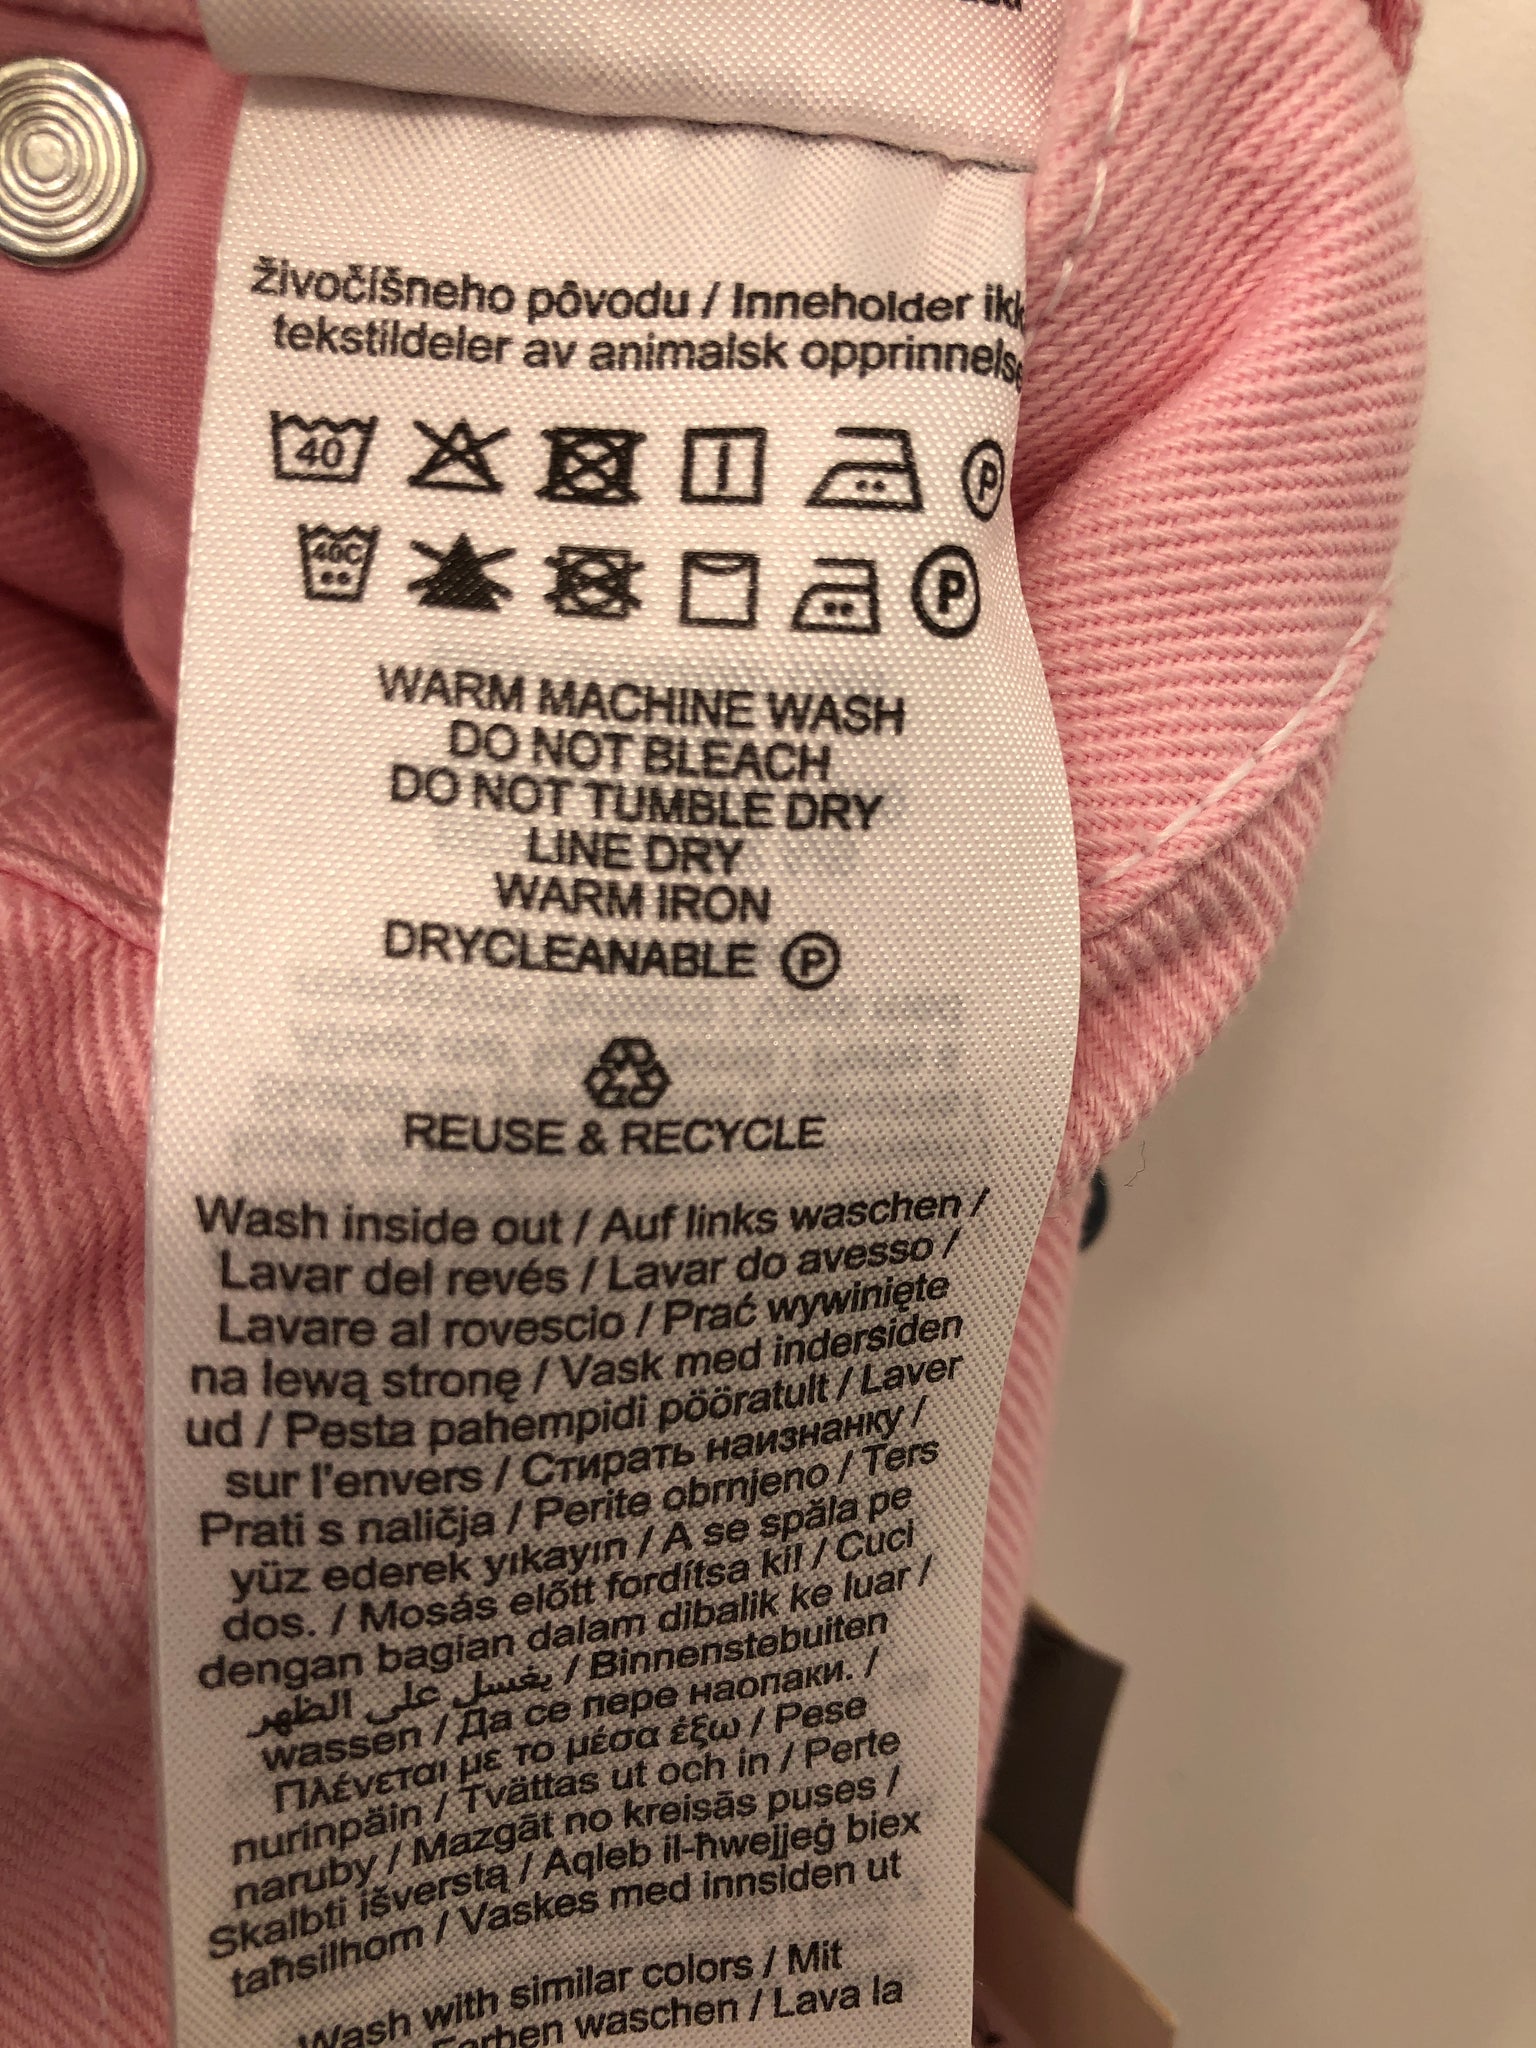 živočíšneho pôvodu / Inneholder
tekstildeler av animalsk opprinnelse
40
P
40C
P
WARM MACHINE WASH
DO NOT BLEACH
DO NOT TUMBLE DRY
LINE DRY
WARM IRON
DRYCLEANABLE P
REUSE & RECYCLE
Wash inside out / Auf links waschen /
Lavar del revés / Lavar do avesso /
Lavare al rovescio / Prać wywinięte
na lewą stronę / Vask med indersiden
ud / Pesta pahempidi pööratult / Laver
sur l'envers / Стирать наизнанку /
Prati s naličja / Perite obrnjeno / Ters
yüz ederek yıkayın / A se spăla pe
dos. / Mosás előtt fordítsa ki! / Cuci
dengan bagian dalam dibalik ke luar /
يغسل على الظهر / Binnenstebuiten
wassen / Да се пере наопаки. /
Πλένεται με το μέσα έξω / Pese
nurinpäin / Tvättas ut och in / Perte
naruby / Mazgāt no kreisās puses /
Skalbti išverstą / Aqleb il-ħwejjeġ biex
taħsilhom / Vaskes med innsiden ut
Wash with similar colors / Mit
Farben waschen / Lava la